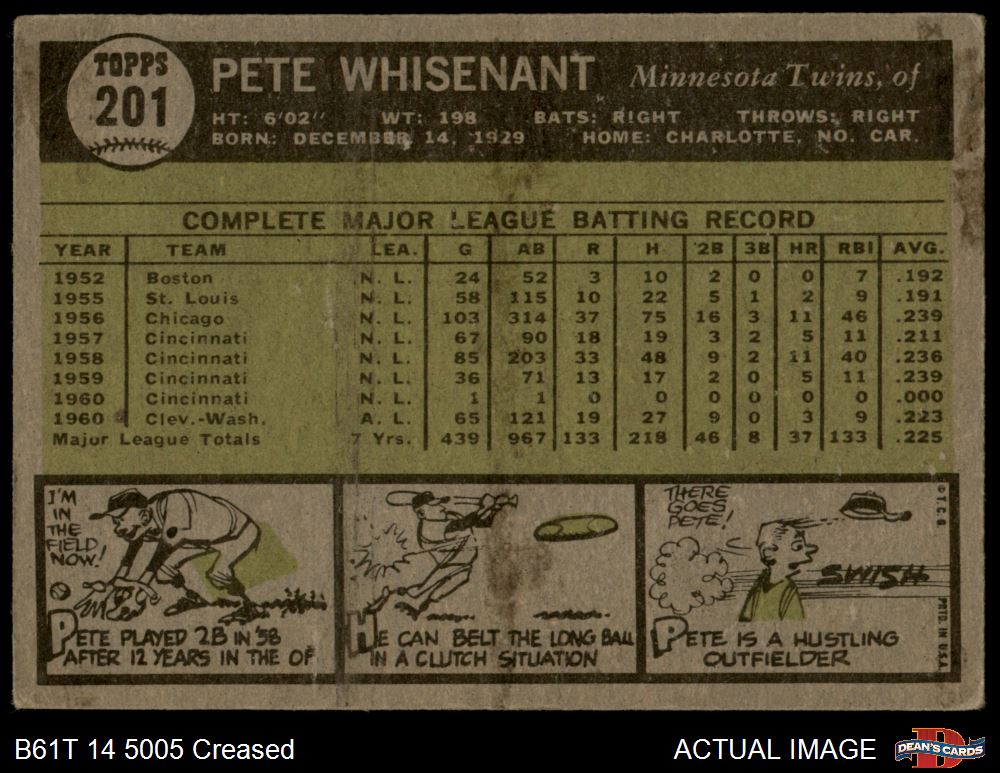 TOPPS
201
PETE WHISENANT Minnesota Twins, of
HT: 6'02" WT: 198 BATS: RIGHT THROWS: RIGHT
BORN: DECEMBER 14, 1929 HOME: CHARLOTTE, NO. CAR.
COMPLETE MAJOR LEAGUE BATTING RECORD
YEAR TEAM LEA. G AB R H 2B 3B HR RBI AVG.
1952 Boston N. L. 24 52 3 10 2 0 0 7 .192
1955 St. Louis N. L. 58 115 10 22 5 1 2 9 .191
1956 Chicago N. L. 103 314 37 75 16 3 11 46 .239
1957 Cincinnati N. L. 67 90 18 19 3 2 5 11 .211
1958 Cincinnati N. L. 85 203 33 48 9 2 11 40 .236
1959 Cincinnati N. L. 36 71 13 17 2 0 5 11 .239
1960 Cincinnati N. L. 1 1 0 0 0 0 0 0 .000
1960 Clev.-Wash. A. L. 65 121 19 27 9 0 3 9 .223
Major League Totals 7 Yrs. 439 967 133 218 46 8 37 133 .225
I'M
IN
THE
FIELD
NOW!
PETE PLAYED 2B IN '58
AFTER 12 YEARS IN THE OF
HE CAN BELT THE LONG BALL
IN A CLUTCH SITUATION
THERE
GOES
PETE!
SWISH
PETE IS A HUSTLING
OUTFIELDER
© T.C.G.
PRTD. IN U.S.A.
B61T 14 5005 Creased
ACTUAL IMAGE
D
DEAN'S CARDS